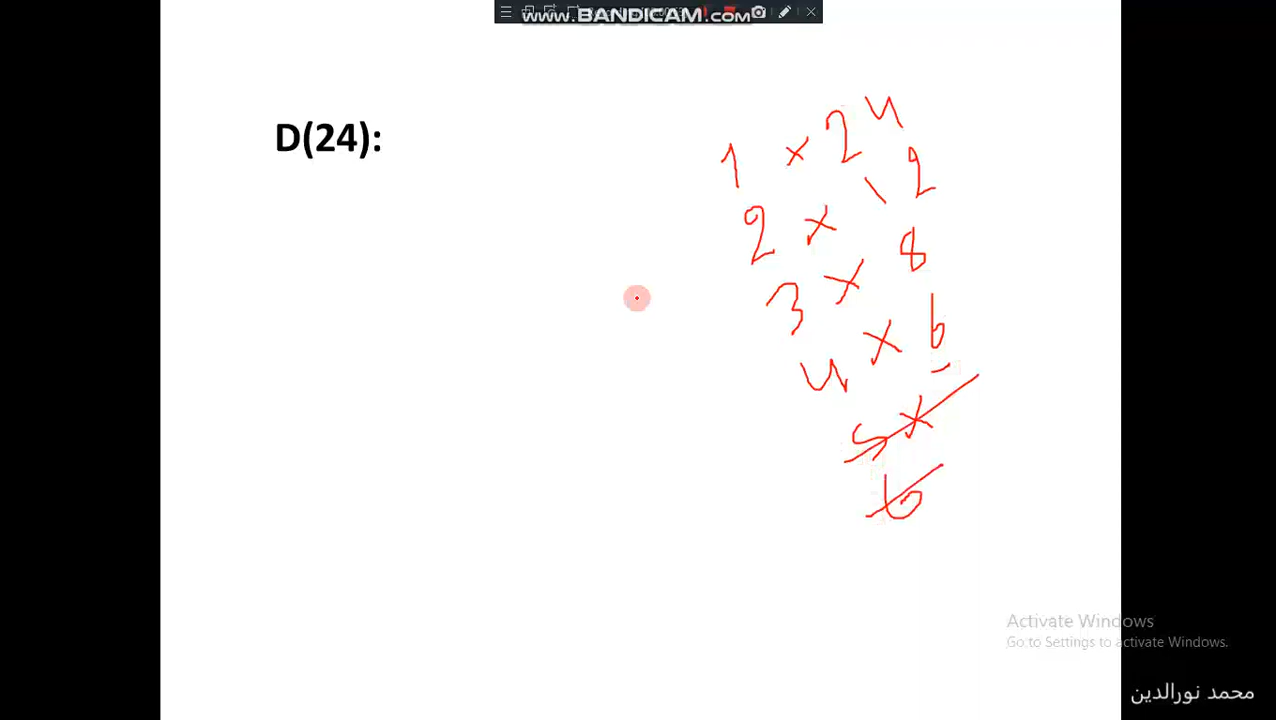 www.BANDICAM.com
D(24):
1 × 24
2 × 12
3 × 8
4 × 6
5 ×
6
Activate Windows
Go to Settings to activate Windows.
محمد نورالدين